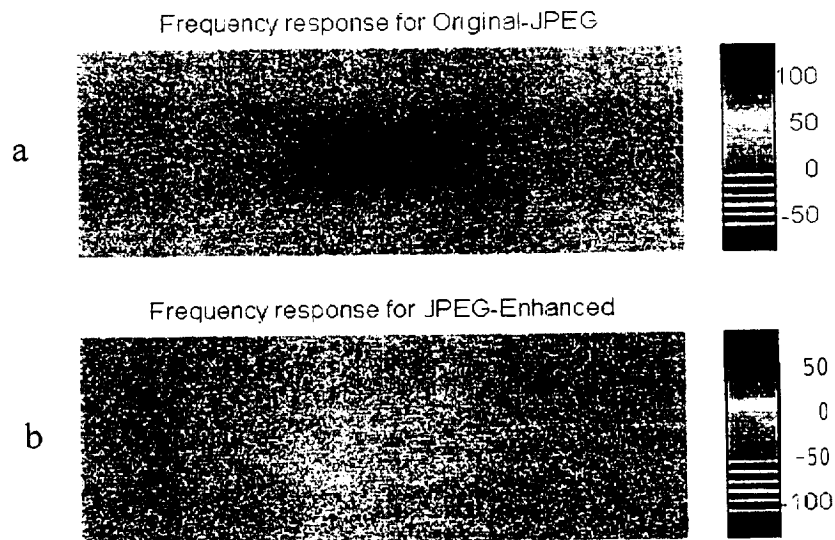 Frequency response for Original-JPEG
a
100
50
0
-50
Frequency response for JPEG-Enhanced
b
50
0
-50
-100